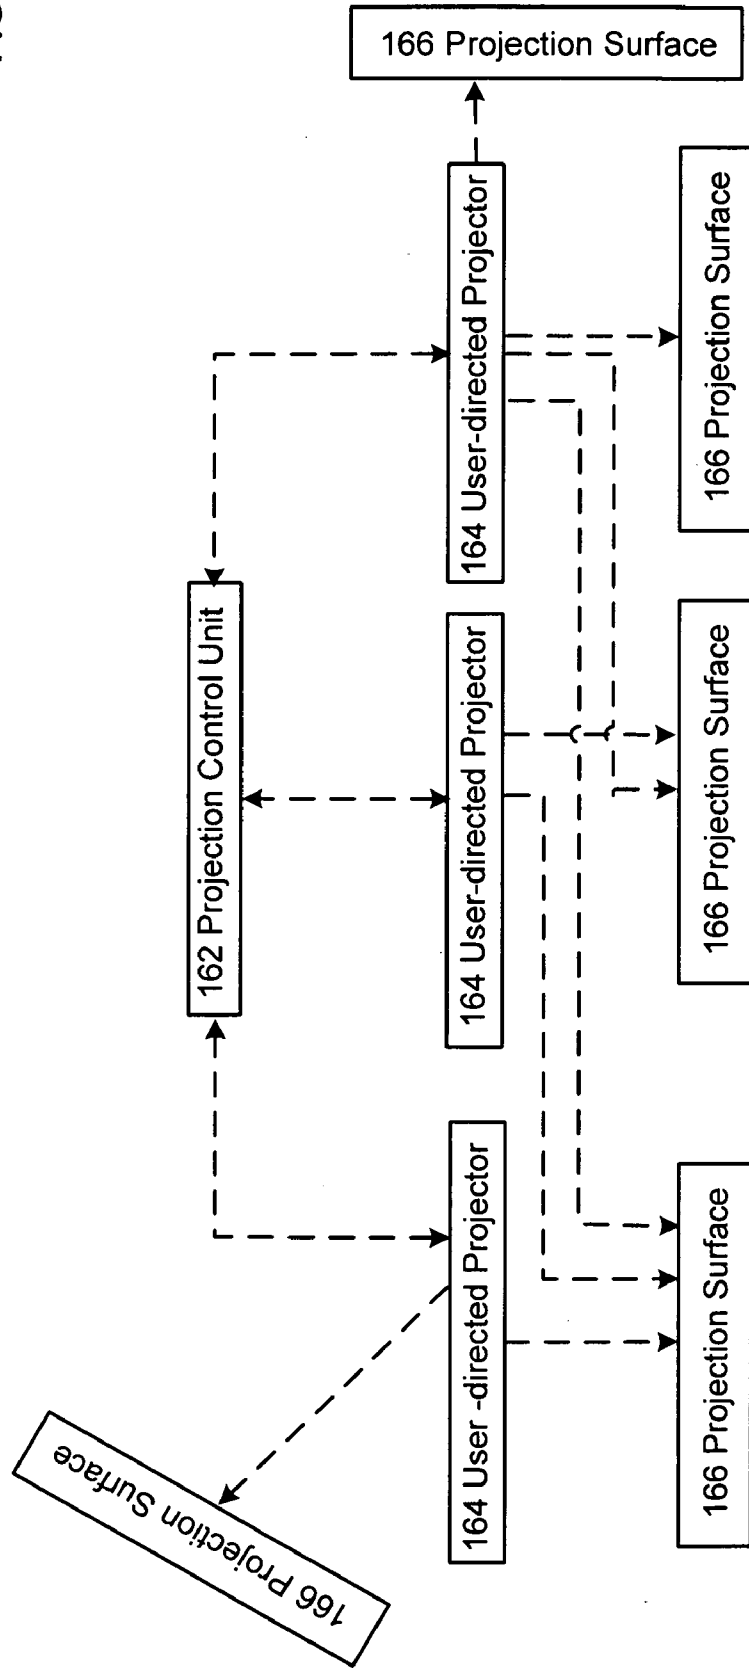 166 Projection Surface
162 Projection Control Unit
164 User -directed Projector
164 User-directed Projector
164 User-directed Projector
166 Projection Surface
166 Projection Surface
166 Projection Surface
166 Projection Surface